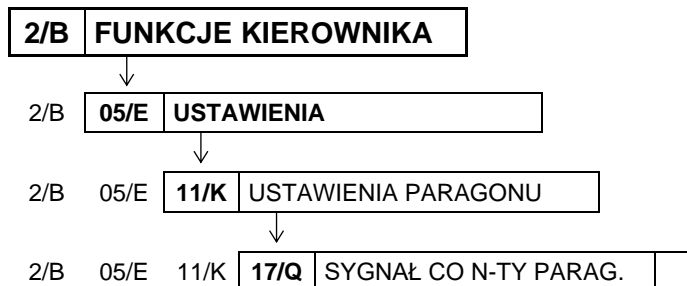 2/B FUNKCJE KIEROWNIKA
2/B 05/E USTAWIENIA
2/B 05/E 11/K USTAWIENIA PARAGONU
2/B 05/E 11/K 17/Q SYGNAŁ CO N-TY PARAG.